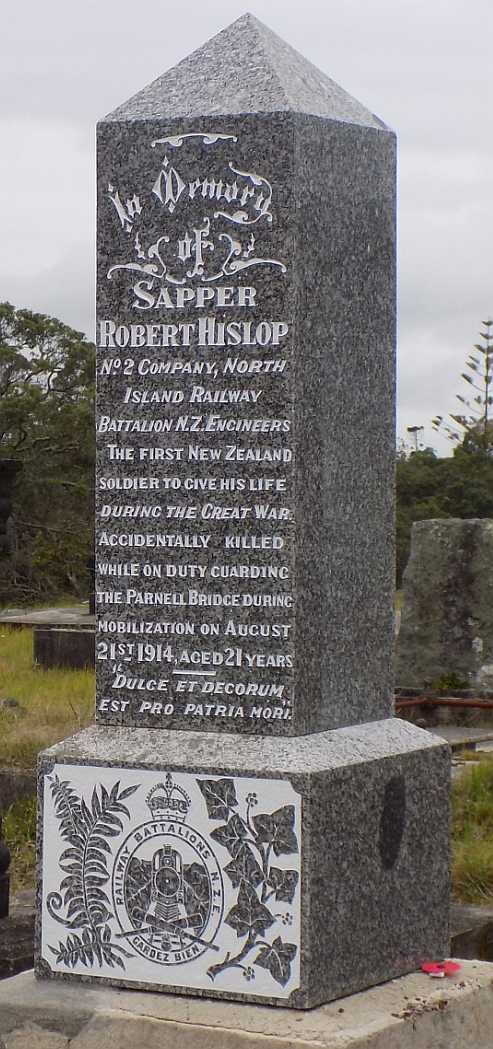 In Memory
of
SAPPER
ROBERT HISLOP
No 2 COMPANY, NORTH
ISLAND RAILWAY
BATTALION N.Z. ENGINEERS
THE FIRST NEW ZEALAND
SOLDIER TO GIVE HIS LIFE
DURING THE GREAT WAR.
ACCIDENTALLY KILLED
WHILE ON DUTY GUARDING
THE PARNELL BRIDGE DURING
MOBILIZATION ON AUGUST
21ST 1914, AGED 21 YEARS
"DULCE ET DECORUM
EST PRO PATRIA MORI."
RAILWAY BATTALIONS N.Z.E.
GARDEZ BIEN